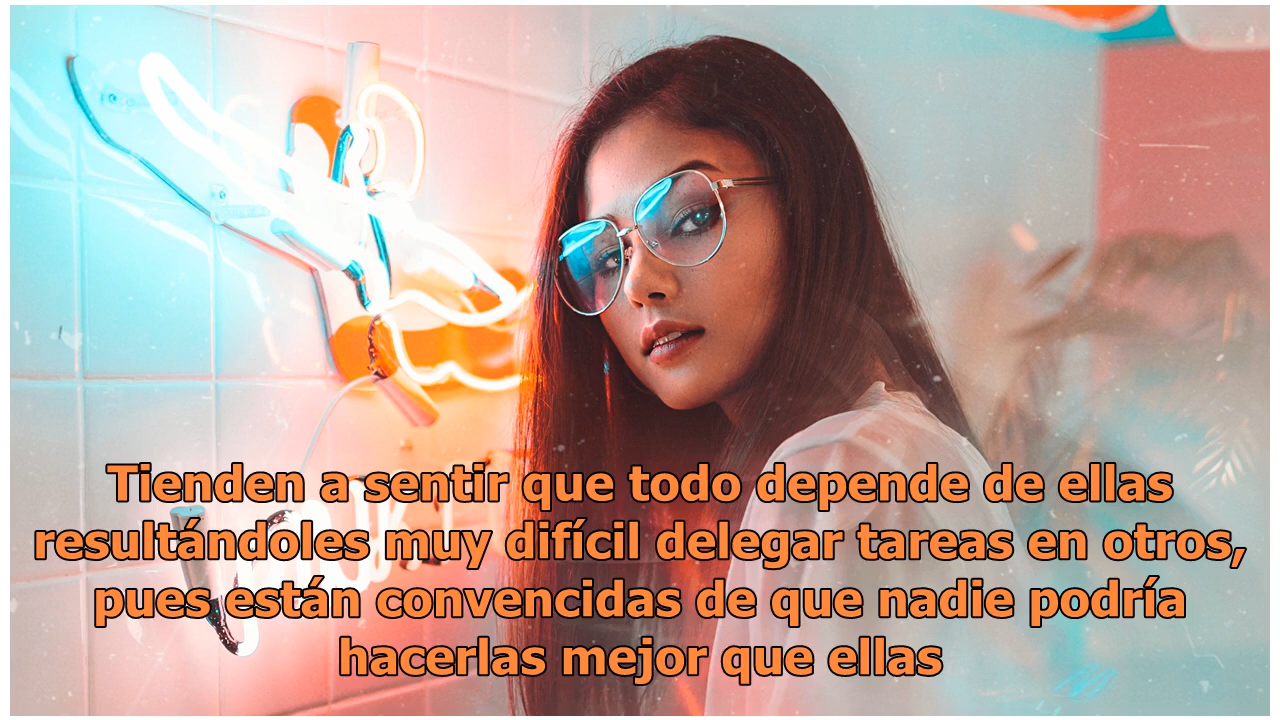 Tienden a sentir que todo depende de ellas
resultándoles muy difícil delegar tareas en otros,
pues están convencidas de que nadie podría
hacerlas mejor que ellas